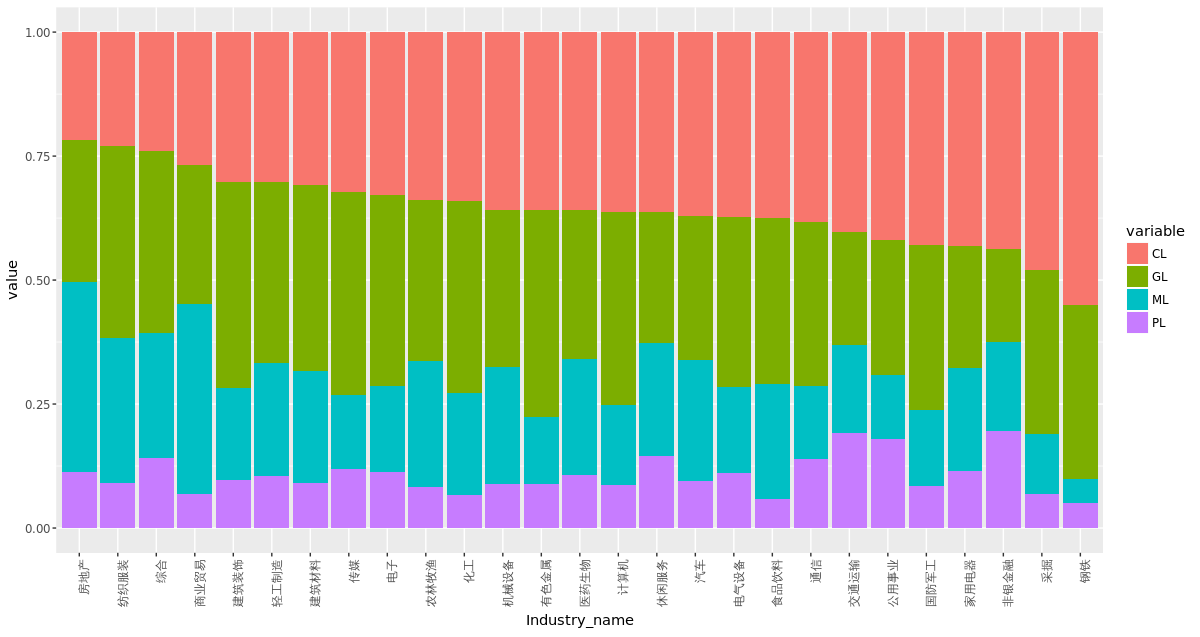 value
1.00
0.75
0.50
0.25
0.00
房地产
纺织服装
综合
商业贸易
建筑装饰
轻工制造
建筑材料
传媒
电子
农林牧渔
化工
机械设备
有色金属
医药生物
计算机
休闲服务
汽车
电气设备
食品饮料
通信
交通运输
公用事业
国防军工
家用电器
非银金融
采掘
钢铁
Industry_name
variable
CL
GL
ML
PL